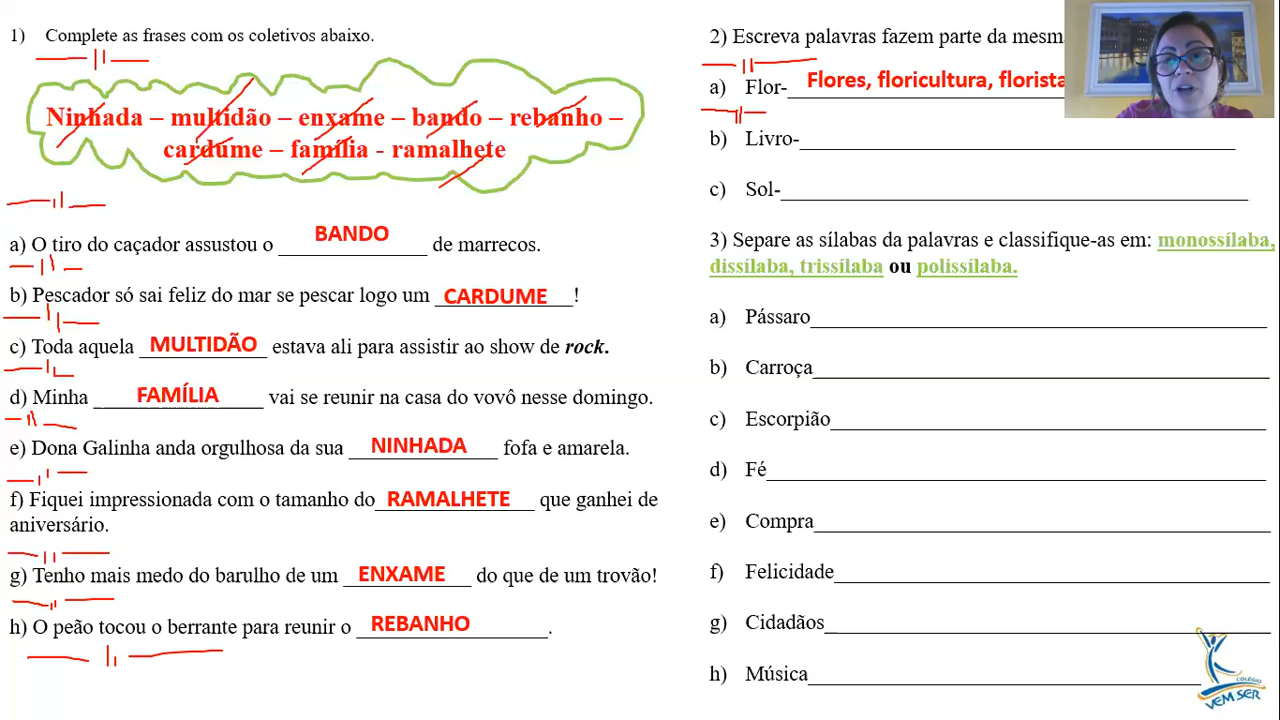 1) Complete as frases com os coletivos abaixo.
Ninhada – multidão – enxame – bando – rebanho –
cardume – família - ramalhete
a) O tiro do caçador assustou o BANDO de marrecos.
b) Pescador só sai feliz do mar se pescar logo um CARDUME!
c) Toda aquela MULTIDÃO estava ali para assistir ao show de rock.
d) Minha FAMÍLIA vai se reunir na casa do vovô nesse domingo.
e) Dona Galinha anda orgulhosa da sua NINHADA fofa e amarela.
f) Fiquei impressionada com o tamanho do RAMALHETE que ganhei de
aniversário.
g) Tenho mais medo do barulho de um ENXAME do que de um trovão!
h) O peão tocou o berrante para reunir o REBANHO.
2) Escreva palavras fazem parte da
a) Flor- Flores, floricultura, florista
b) Livro-
c) Sol-
3) Separe as sílabas da palavras e classifique-as em: monossílaba,
dissílaba, trissílaba ou polissílaba.
a) Pássaro
b) Carroça
c) Escorpião
d) Fé
e) Compra
f) Felicidade
g) Cidadãos
h) Música
COLÉGIO
VEM SER